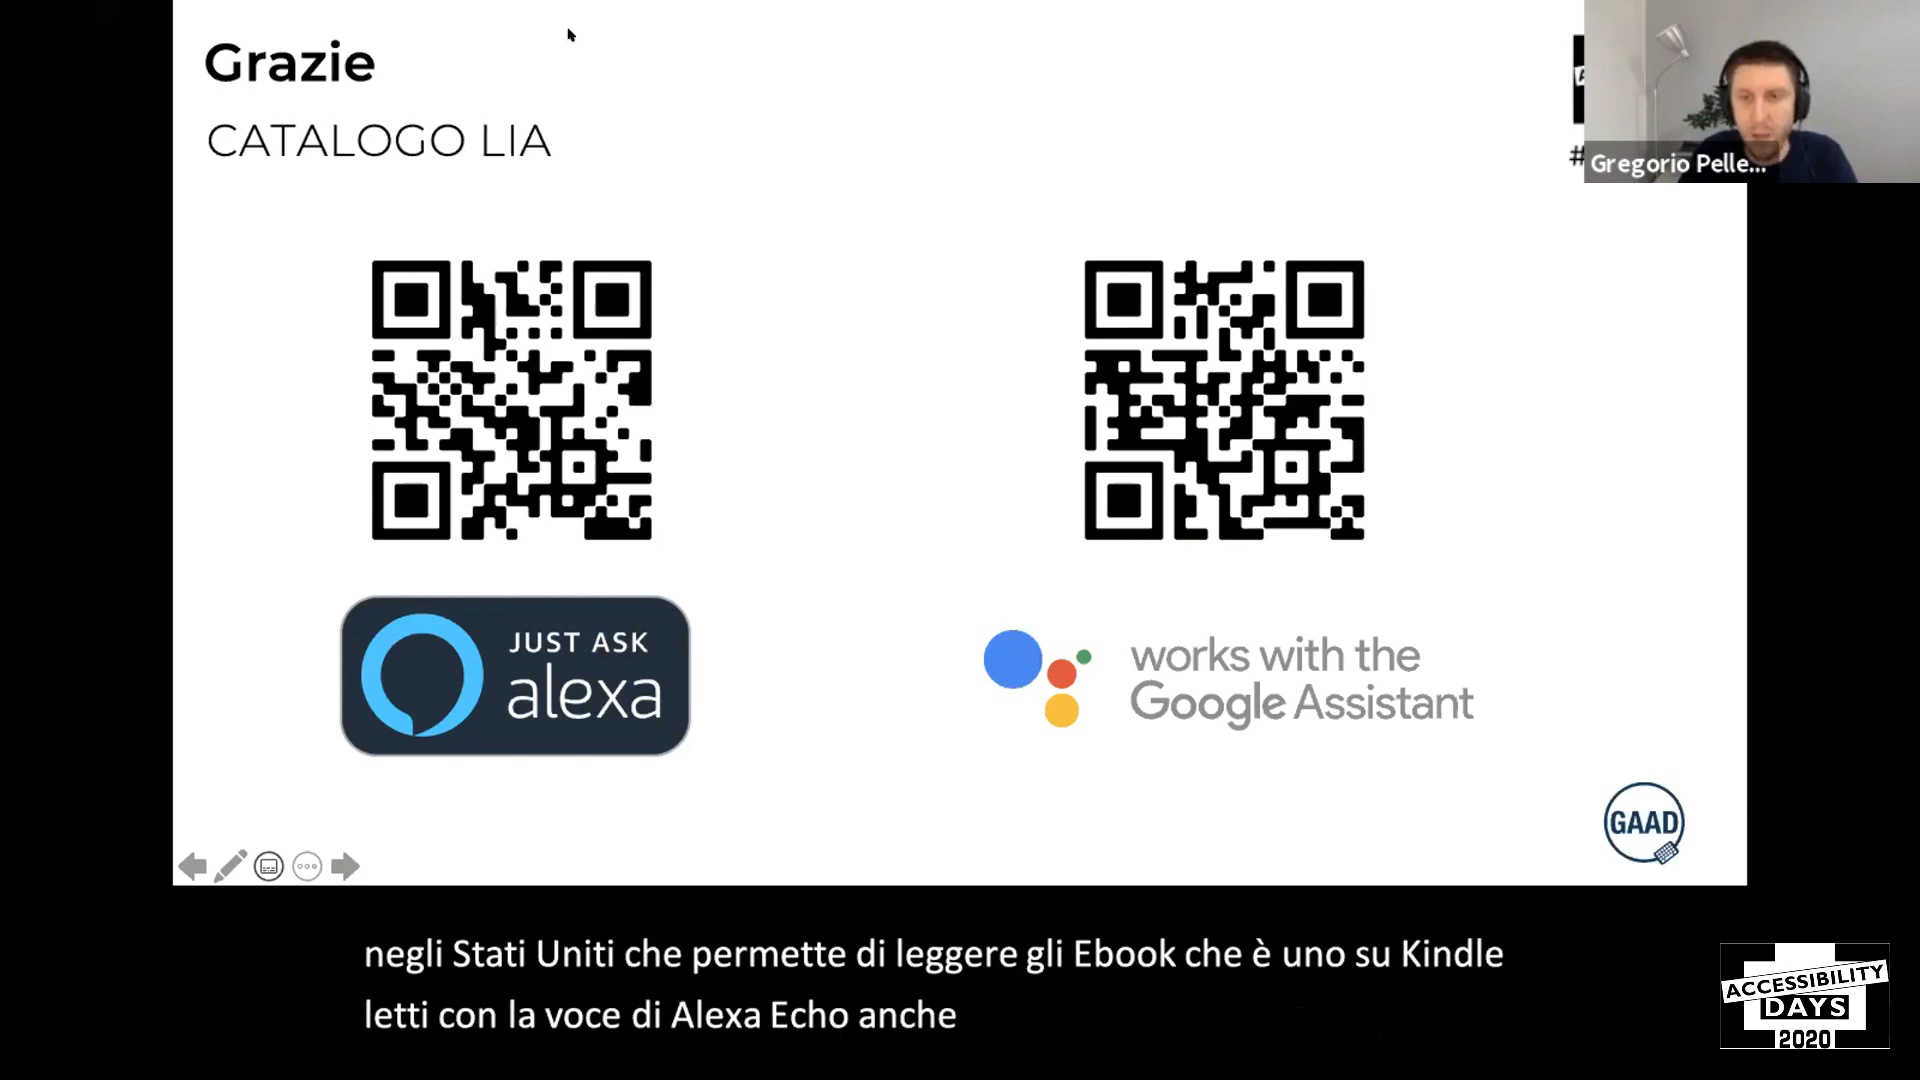 Grazie
CATALOGO LIA
#
Gregorio Pelle...
JUST ASK
alexa
works with the
Google Assistant
GAAD
negli Stati Uniti che permette di leggere gli Ebook che è uno su Kindle
letti con la voce di Alexa Echo anche
ACCESSIBILITY
DAYS
2020